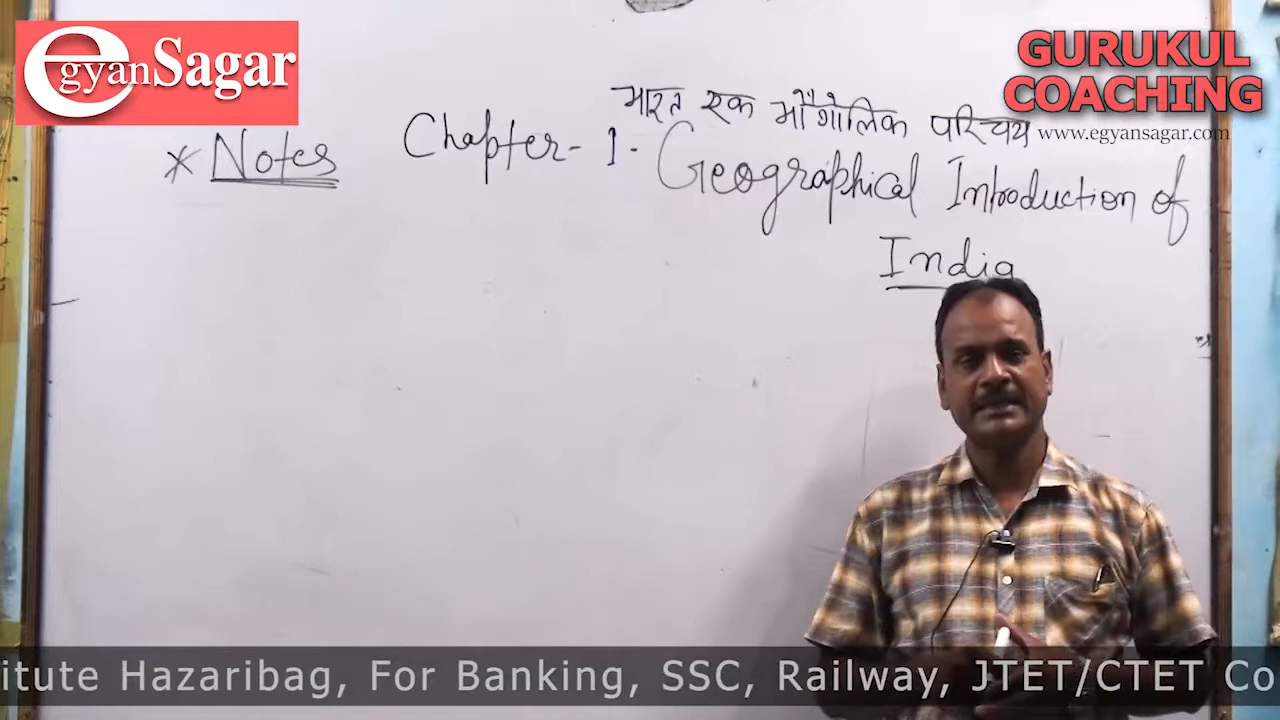 egyanSagar
GURUKUL
COACHING
www.egyansagar.com
भारत एक भौगोलिक परिचय
* Notes Chapter - 1 - Geographical Introduction of
India
itute Hazaribag, For Banking, SSC, Railway, JTET/CTET Co